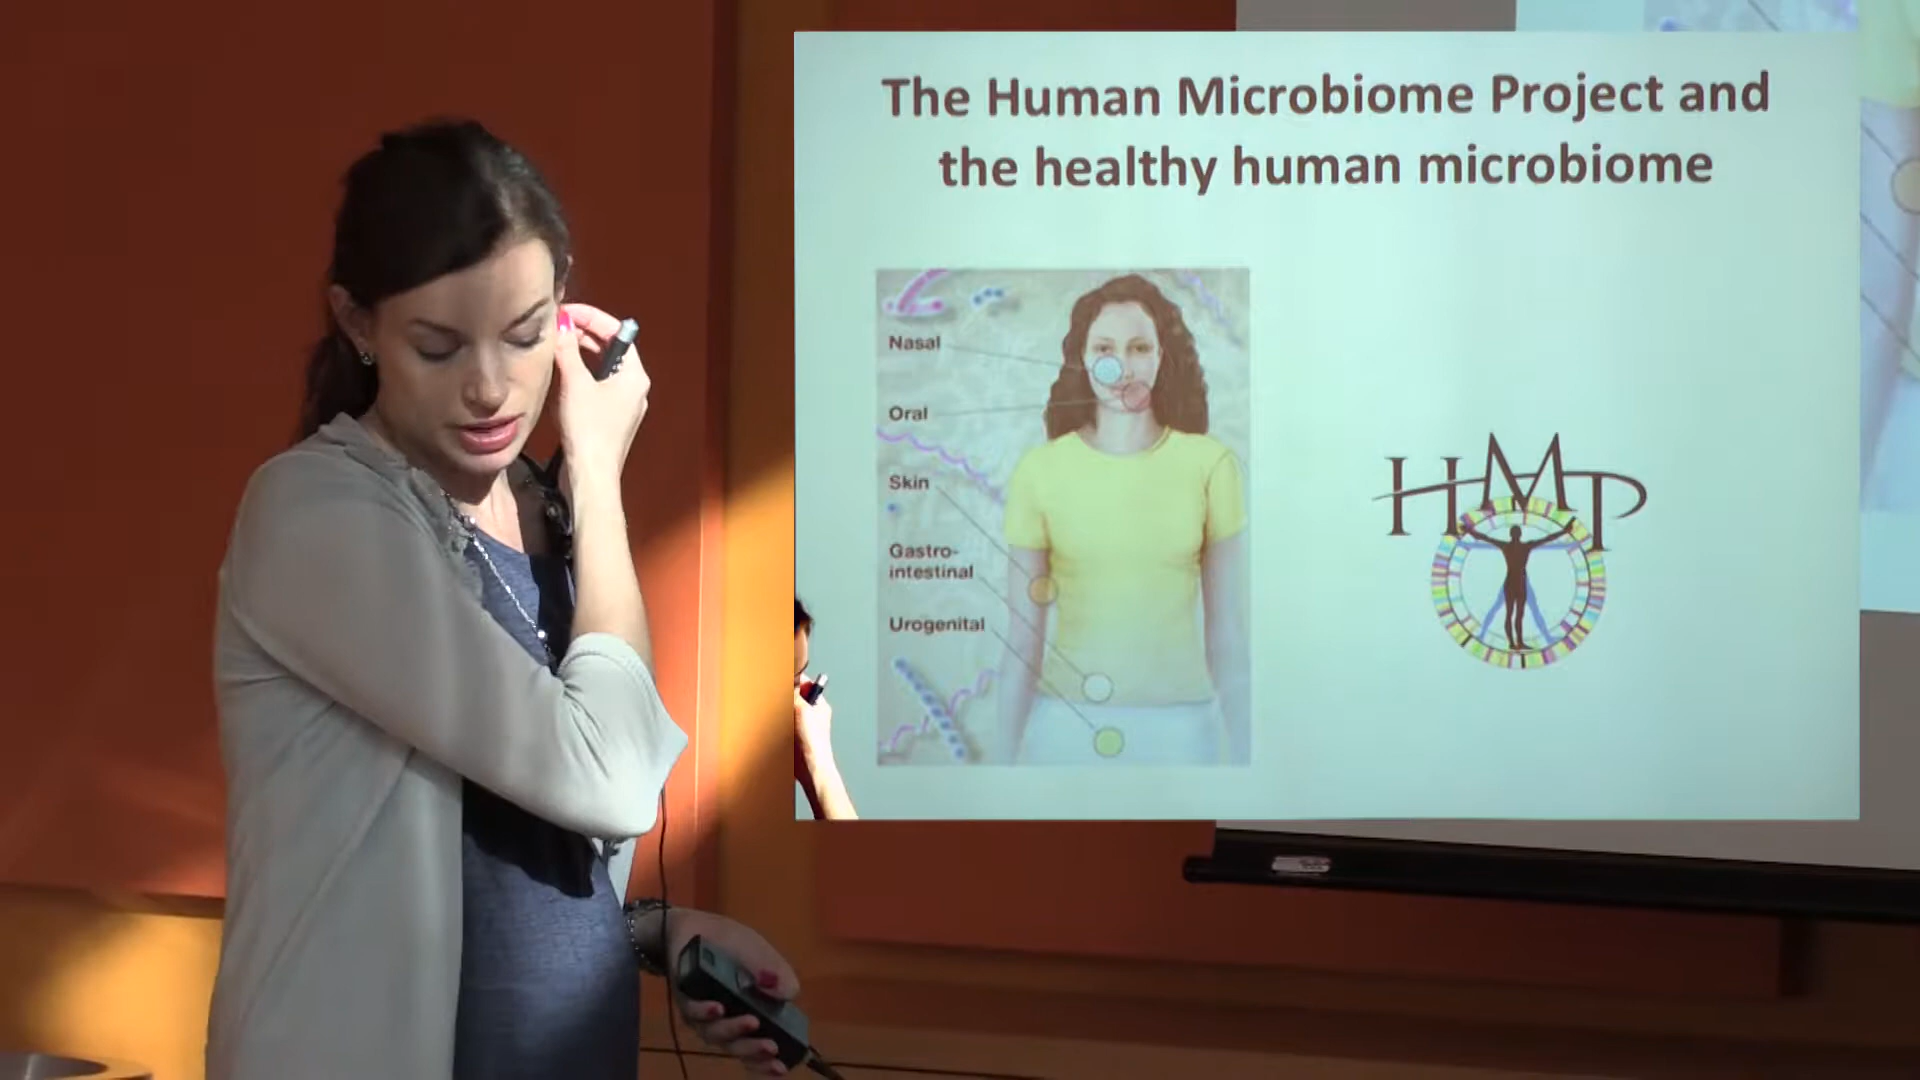 The Human Microbiome Project and
the healthy human microbiome
Nasal
Oral
Skin
Gastro-
intestinal
Urogenital
HMP